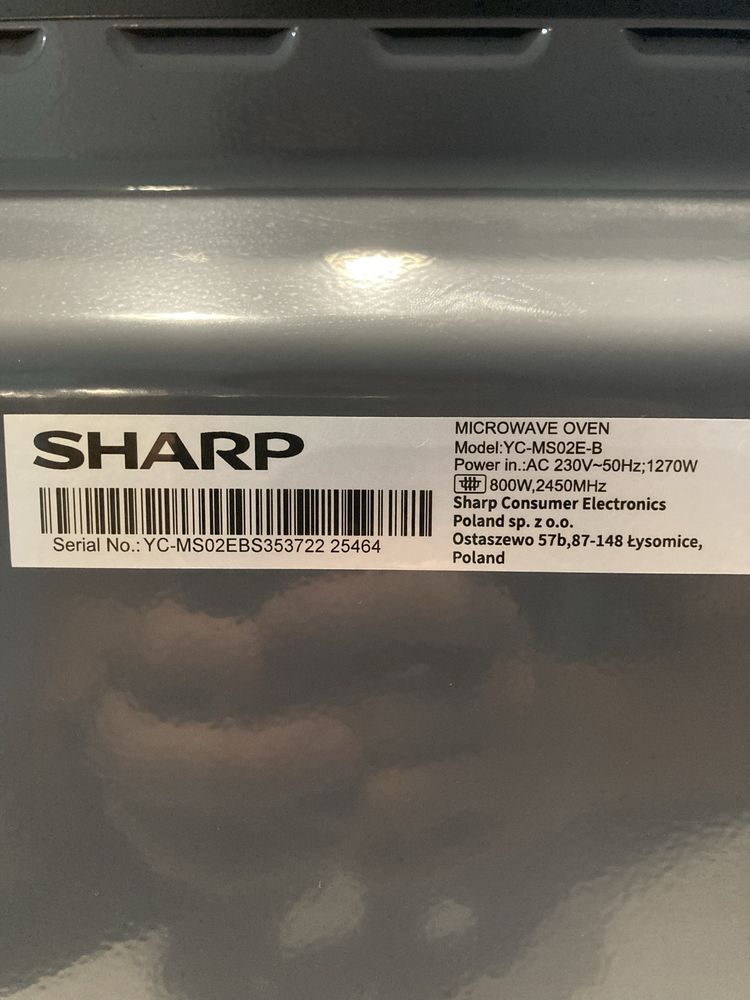 SHARP
Serial No.: YC-MS02EBS353722 25464
MICROWAVE OVEN
Model:YC-MS02E-B
Power in.:AC 230V~50Hz;1270W
800W,2450MHz
Sharp Consumer Electronics
Poland sp. z o.o.
Ostaszewo 57b,87-148 Łysomice,
Poland